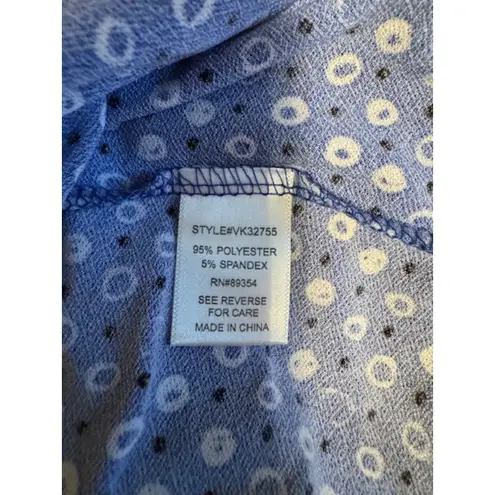 STYLE#VK32755
95% POLYESTER
5% SPANDEX
RN#89354
SEE REVERSE
FOR CARE
MADE IN CHINA